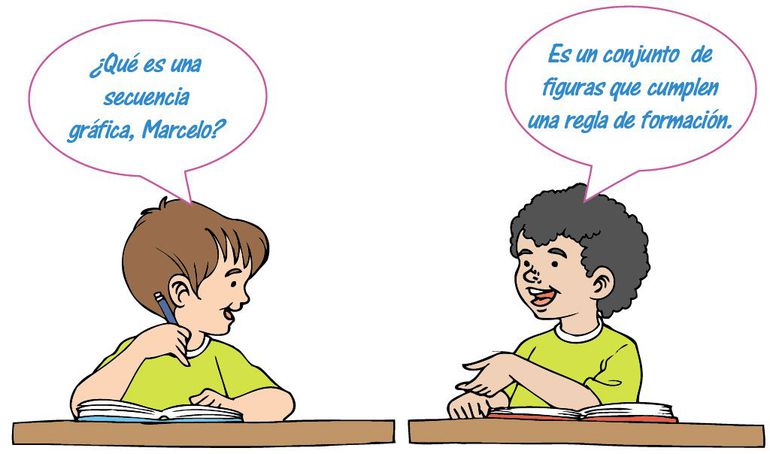 ¿Qué es una
secuencia
gráfica, Marcelo?
Es un conjunto de
figuras que cumplen
una regla de formación.